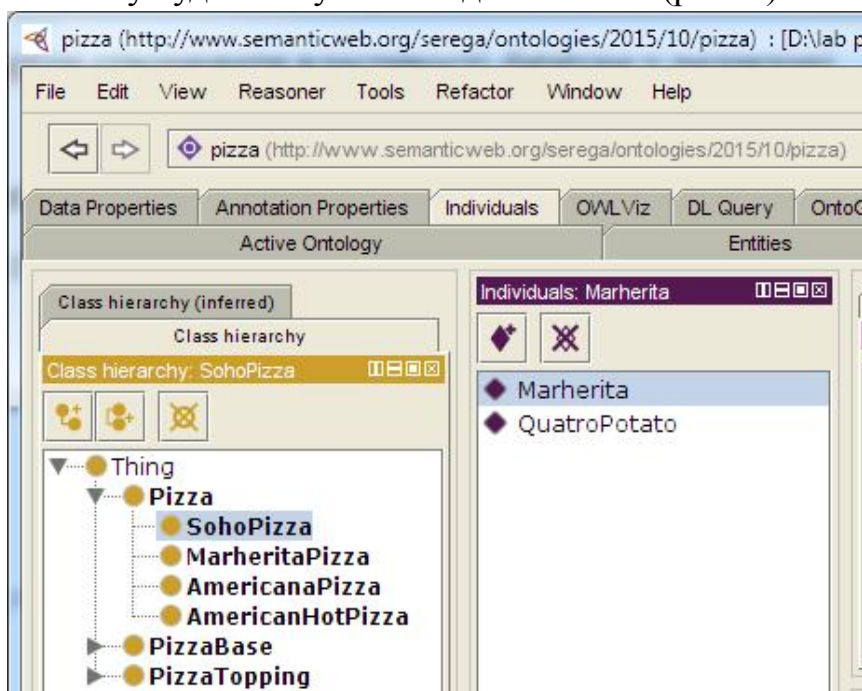 pizza (http://www.semanticweb.org/serega/ontologies/2015/10/pizza) : [D:\lab p
File Edit View Reasoner Tools Refactor Window Help
pizza (http://www.semanticweb.org/serega/ontologies/2015/10/pizza)
Data Properties Annotation Properties Individuals OWLViz DL Query
Active Ontology Entities
Class hierarchy (inferred)
Class hierarchy
Class hierarchy: SohoPizza
Thing
Pizza
SohoPizza
MarheritaPizza
AmericanaPizza
AmericanHotPizza
PizzaBase
PizzaTopping
Individuals: Marherita
Marherita
QuatroPotato